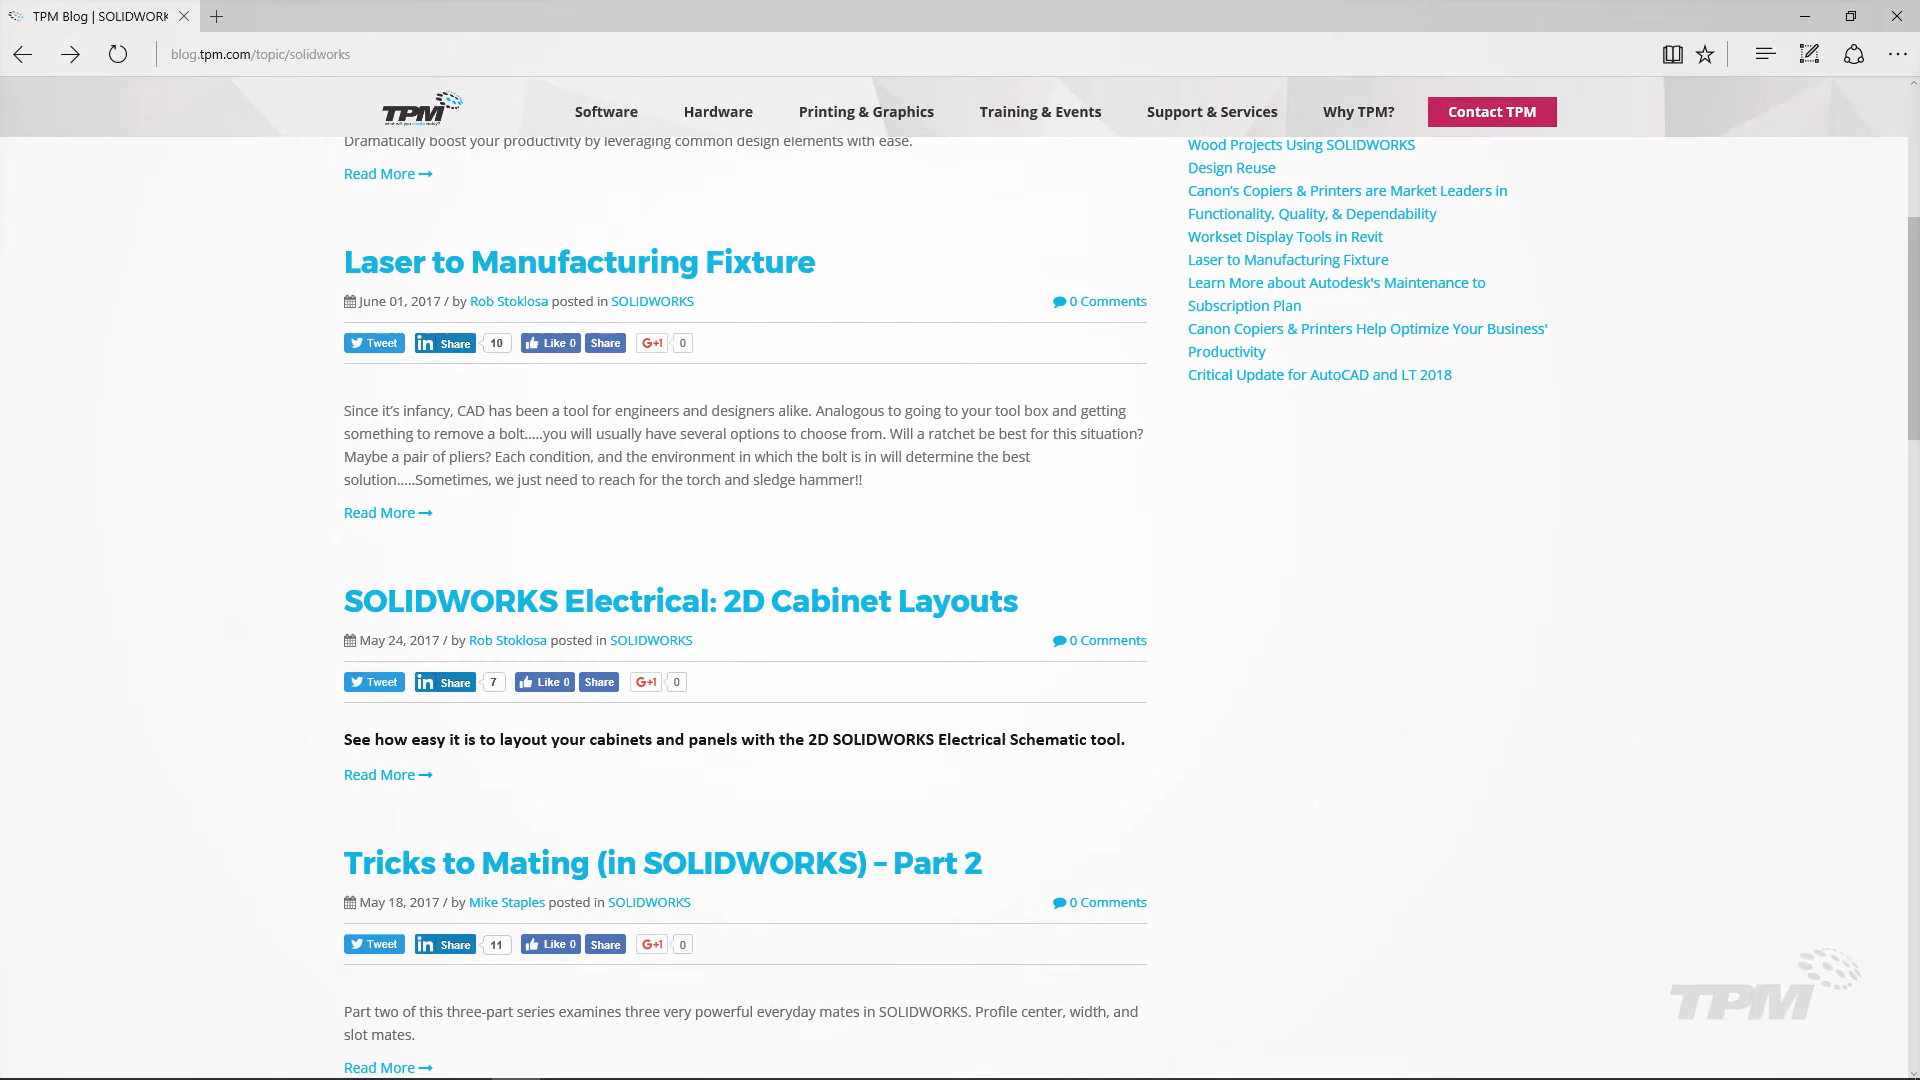 TPM Blog | SOLIDWORK
blog.tpm.com/topic/solidworks
TPM
what will you create today?
Software
Hardware
Printing & Graphics
Training & Events
Support & Services
Why TPM?
Contact TPM
Dramatically boost your productivity by leveraging common design elements with ease.
Read More
Laser to Manufacturing Fixture
June 01, 2017 / by Rob Stoklosa posted in SOLIDWORKS
0 Comments
Tweet
in Share 10
Like 0 Share
G+1 0
Since it's infancy, CAD has been a tool for engineers and designers alike. Analogous to going to your tool box and getting
something to remove a bolt.....you will usually have several options to choose from. Will a ratchet be best for this situation?
Maybe a pair of pliers? Each condition, and the environment in which the bolt is in will determine the best
solution.....Sometimes, we just need to reach for the torch and sledge hammer!!
Read More
SOLIDWORKS Electrical: 2D Cabinet Layouts
May 24, 2017 / by Rob Stoklosa posted in SOLIDWORKS
0 Comments
Tweet
in Share 7
Like 0 Share
G+1 0
See how easy it is to layout your cabinets and panels with the 2D SOLIDWORKS Electrical Schematic tool.
Read More
Tricks to Mating (in SOLIDWORKS) – Part 2
May 18, 2017 / by Mike Staples posted in SOLIDWORKS
0 Comments
Tweet
in Share 11
Like 0 Share
G+1 0
Part two of this three-part series examines three very powerful everyday mates in SOLIDWORKS. Profile center, width, and
slot mates.
Read More
Wood Projects Using SOLIDWORKS
Design Reuse
Canon's Copiers & Printers are Market Leaders in
Functionality, Quality, & Dependability
Workset Display Tools in Revit
Laser to Manufacturing Fixture
Learn More about Autodesk's Maintenance to
Subscription Plan
Canon Copiers & Printers Help Optimize Your Business'
Productivity
Critical Update for AutoCAD and LT 2018
TPM